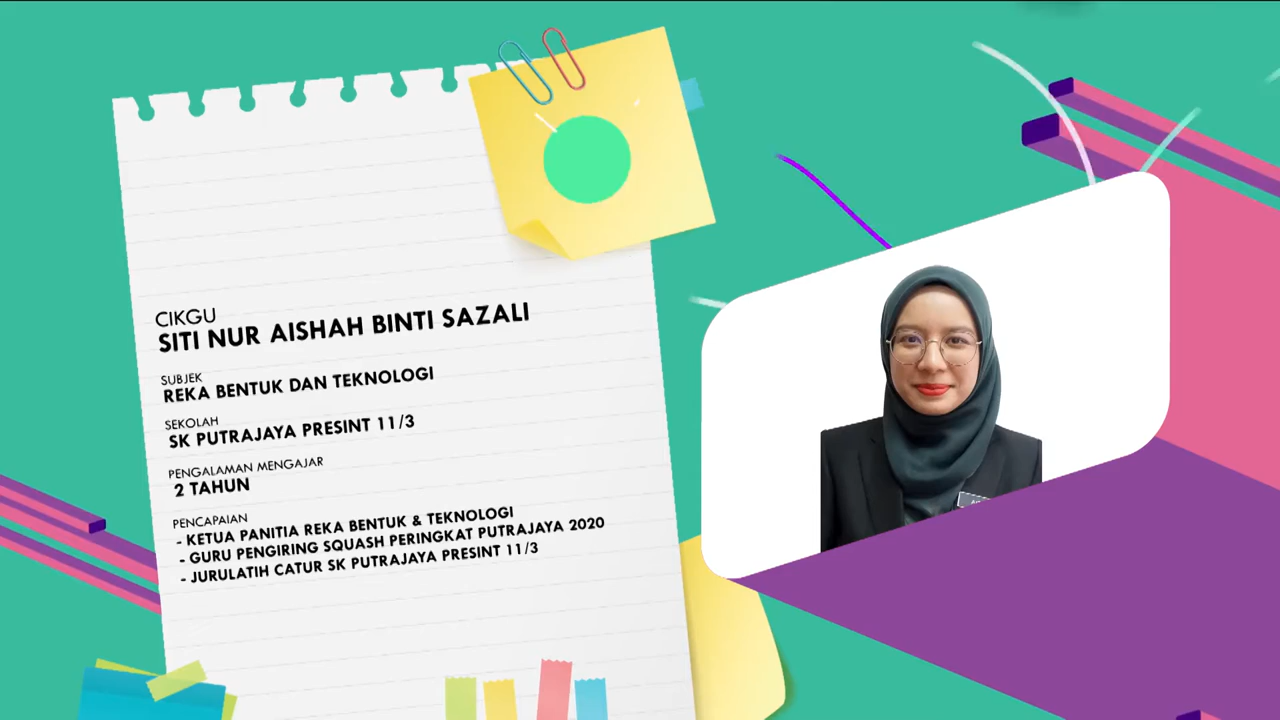 CIKGU
SITI NUR AISHAH BINTI SAZALI
SUBJEK
REKA BENTUK DAN TEKNOLOGI
SEKOLAH
SK PUTRAJAYA PRESINT 11/3
PENGALAMAN MENGAJAR
2 TAHUN
PENCAPAIAN
- KETUA PANITIA REKA BENTUK & TEKNOLOGI
- GURU PENGIRING SQUASH PERINGKAT PUTRAJAYA 2020
- JURULATIH CATUR SK PUTRAJAYA PRESINT 11/3